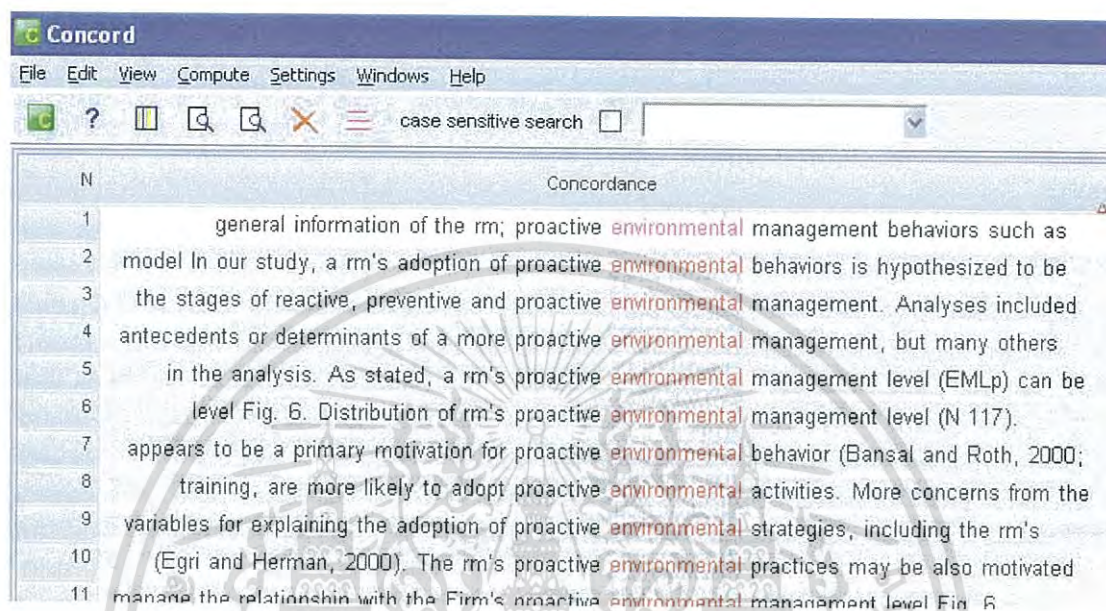 Concord
File Edit View Compute Settings Windows Help
? case sensitive search
N Concordance
1 general information of the rm; proactive environmental management behaviors such as
2 model In our study, a rm's adoption of proactive environmental behaviors is hypothesized to be
3 the stages of reactive, preventive and proactive environmental management. Analyses included
4 antecedents or determinants of a more proactive environmental management, but many others
5 in the analysis. As stated, a rm's proactive environmental management level (EMLp) can be
6 level Fig. 6. Distribution of rm's proactive environmental management level (N 117).
7 appears to be a primary motivation for proactive environmental behavior (Bansal and Roth, 2000;
8 training, are more likely to adopt proactive environmental activities. More concerns from the
9 variables for explaining the adoption of proactive environmental strategies, including the rm's
10 (Egri and Herman, 2000). The rm's proactive environmental practices may be also motivated
11 manage the relationship with the Firm's proactive environmental management level Fig. 6